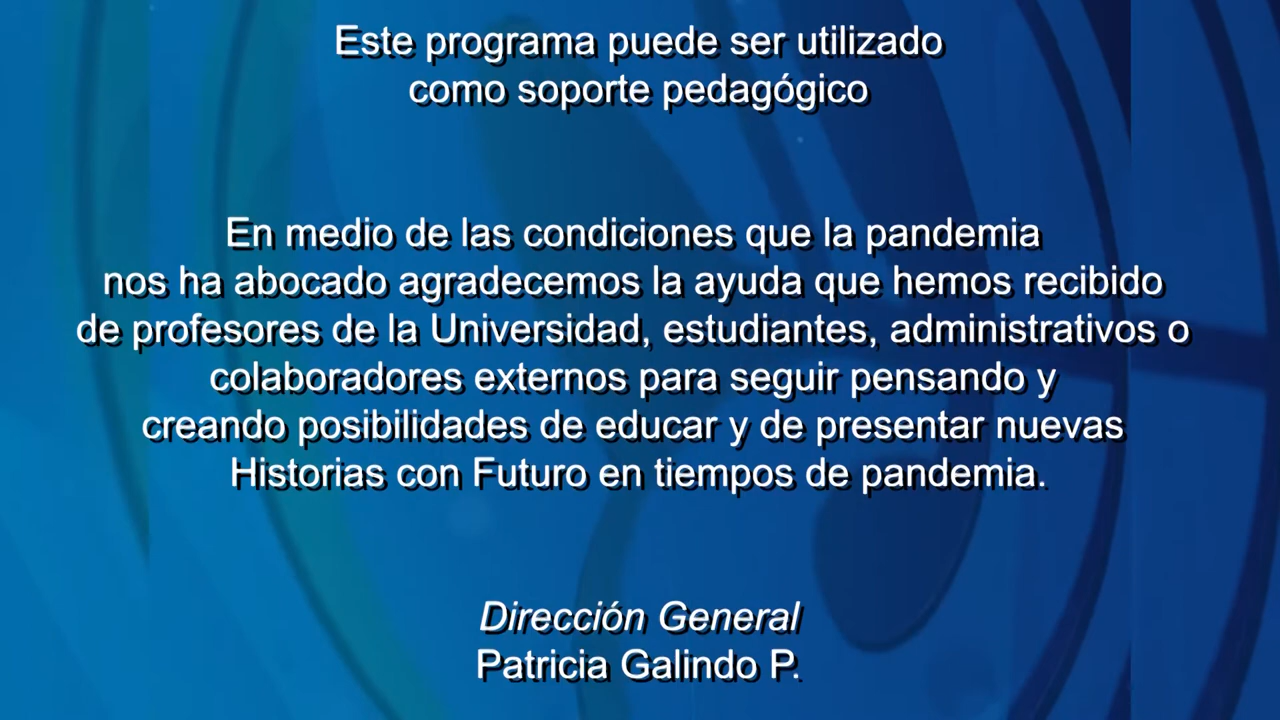 Este programa puede ser utilizado
como soporte pedagógico
En medio de las condiciones que la pandemia
nos ha abocado agradecemos la ayuda que hemos recibido
de profesores de la Universidad, estudiantes, administrativos o
colaboradores externos para seguir pensando y
creando posibilidades de educar y de presentar nuevas
Historias con Futuro en tiempos de pandemia.
Dirección General
Patricia Galindo P.